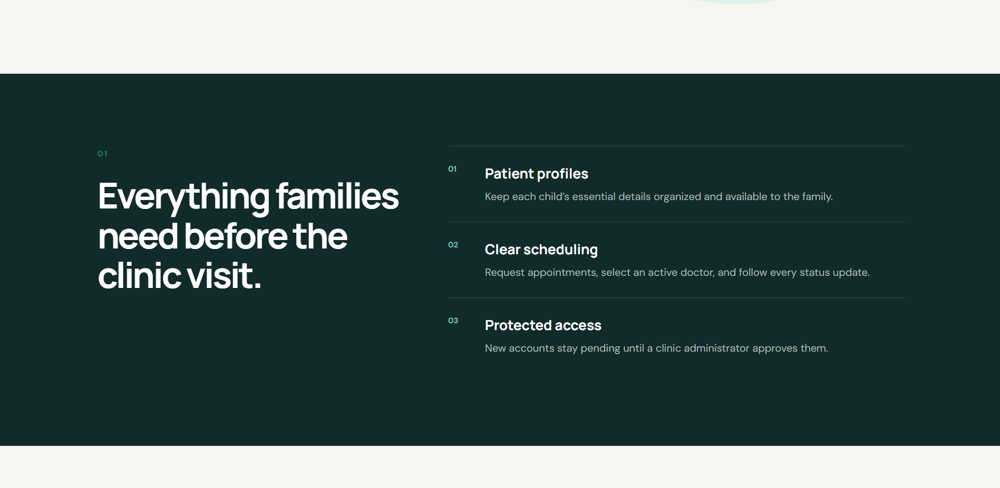 01
Everything families
need before the
clinic visit.
01
Patient profiles
Keep each child’s essential details organized and available to the family.
02
Clear scheduling
Request appointments, select an active doctor, and follow every status update.
03
Protected access
New accounts stay pending until a clinic administrator approves them.